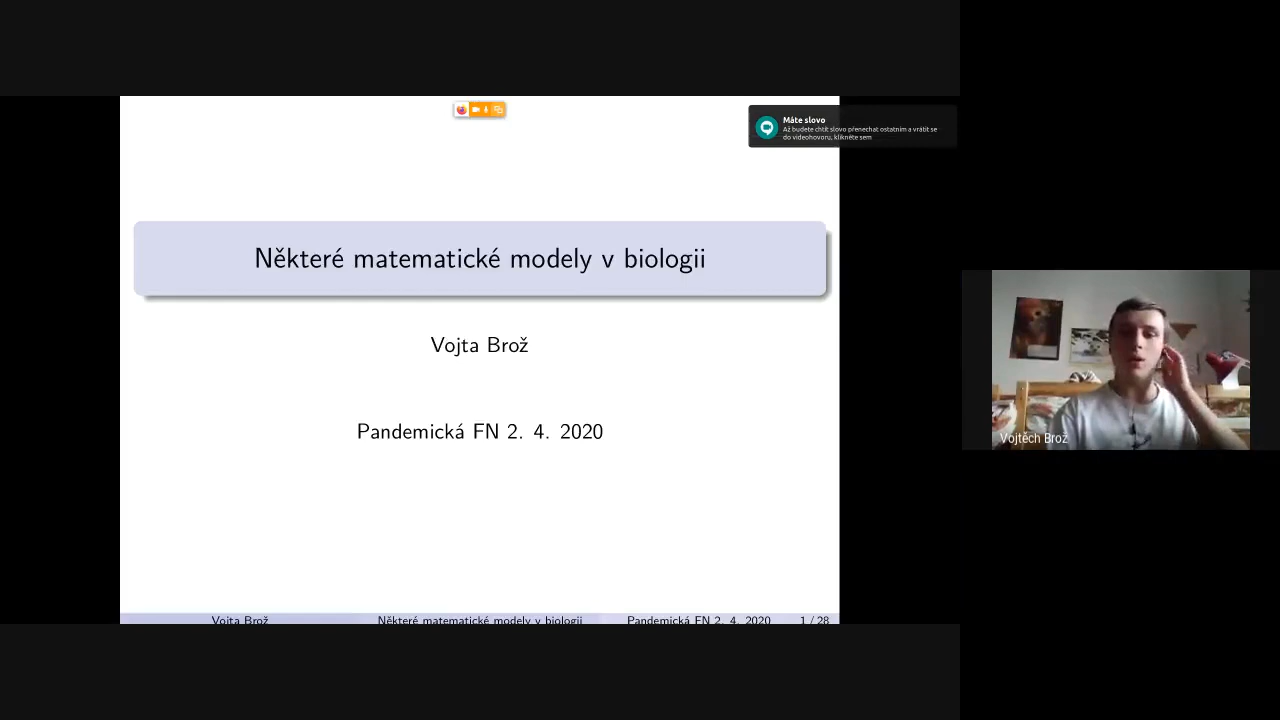 Máte slovo
Až budete chtít slovo přenechat ostatním a vrátit se
do videohovoru, klikněte sem
Některé matematické modely v biologii
Vojta Brož
Pandemická FN 2. 4. 2020
Vojtěch Brož
Vojta Brož
Některé matematické modely v biologii
Pandemická FN 2. 4. 2020
1 / 28